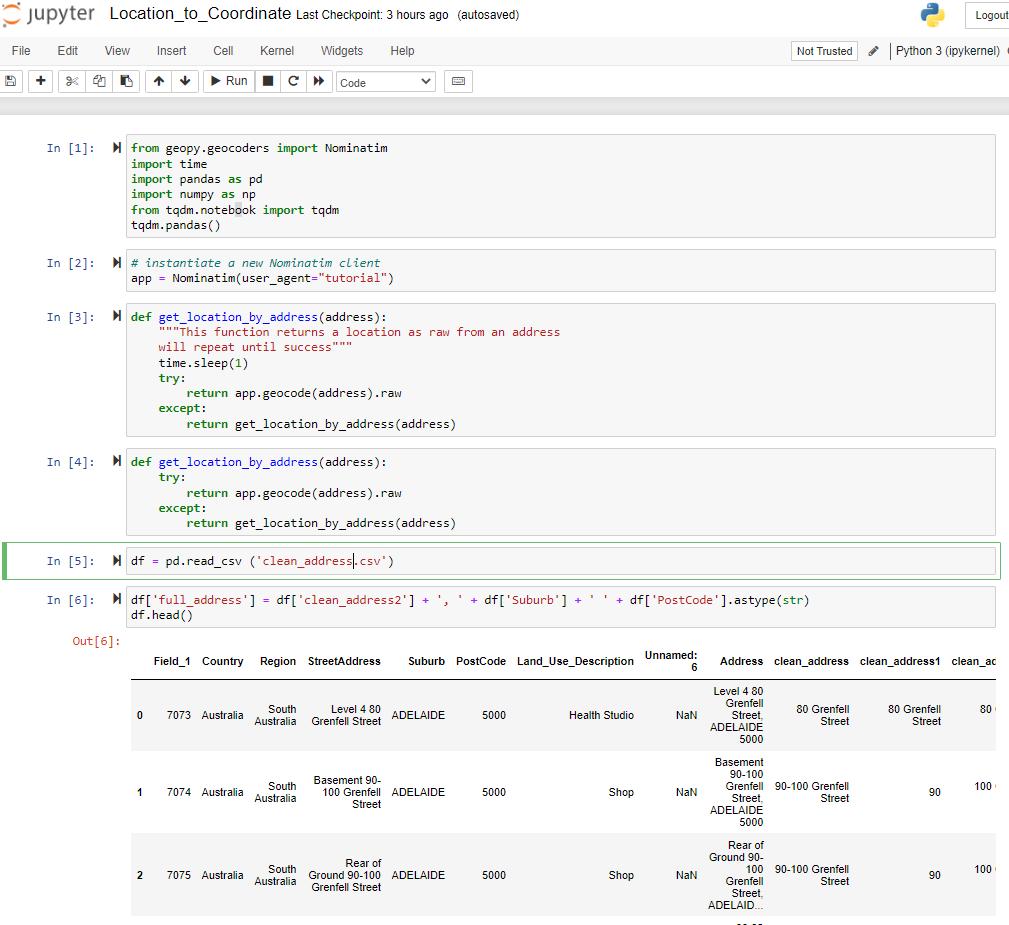 jupyter Location_to_Coordinate Last Checkpoint: 3 hours ago (autosaved)
Logout
File Edit View Insert Cell Kernel Widgets Help
Not Trusted Python 3 (ipykernel)
Run Code
In [1]:
from geopy.geocoders import Nominatim
import time
import pandas as pd
import numpy as np
from tqdm.notebook import tqdm
tqdm.pandas()
In [2]:
# instantiate a new Nominatim client
app = Nominatim(user_agent="tutorial")
In [3]:
def get_location_by_address(address):
    """This function returns a location as raw from an address
    will repeat until success"""
    time.sleep(1)
    try:
        return app.geocode(address).raw
    except:
        return get_location_by_address(address)
In [4]:
def get_location_by_address(address):
    try:
        return app.geocode(address).raw
    except:
        return get_location_by_address(address)
In [5]:
df = pd.read_csv ('clean_address.csv')
In [6]:
df['full_address'] = df['clean_address2'] + ', ' + df['Suburb'] + ' ' + df['PostCode'].astype(str)
df.head()
Out[6]:
Field_1 Country Region StreetAddress Suburb PostCode Land_Use_Description Unnamed: 6 Address clean_address clean_address1 clean_ad
0 7073 Australia South Australia Level 4 80 Grenfell Street ADELAIDE 5000 Health Studio NaN Level 4 80 Grenfell Street, ADELAIDE 5000 80 Grenfell Street 80 Grenfell Street 80
1 7074 Australia South Australia Basement 90-100 Grenfell Street ADELAIDE 5000 Shop NaN Basement 90-100 Grenfell Street, ADELAIDE 5000 90-100 Grenfell Street 90 100
2 7075 Australia South Australia Rear of Ground 90-100 Grenfell Street ADELAIDE 5000 Shop NaN Rear of Ground 90-100 Grenfell Street, ADELAID... 90-100 Grenfell Street 90 100